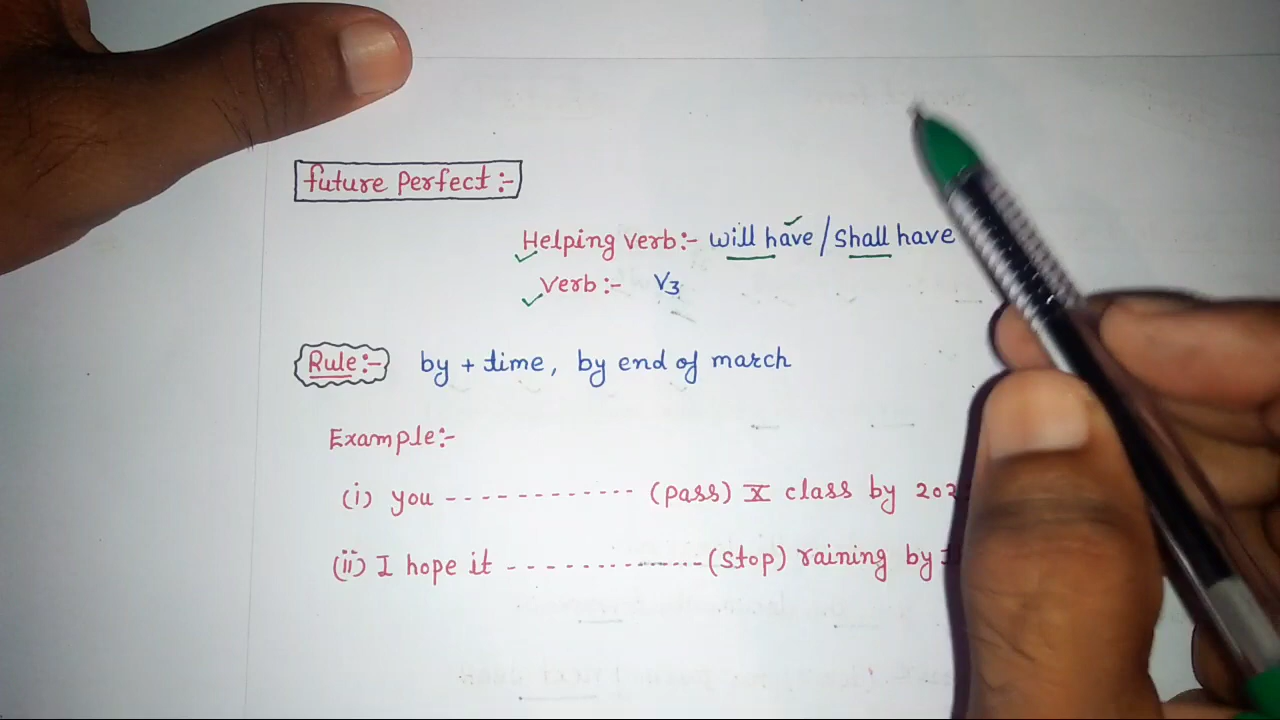 future Perfect :-
Helping verb:- will have / Shall have
Verb :- V3
Rule:- by + time, by end of march
Example:-
(i) you ------------ (pass) X class by
(ii) I hope it ------------- (Stop) raining by